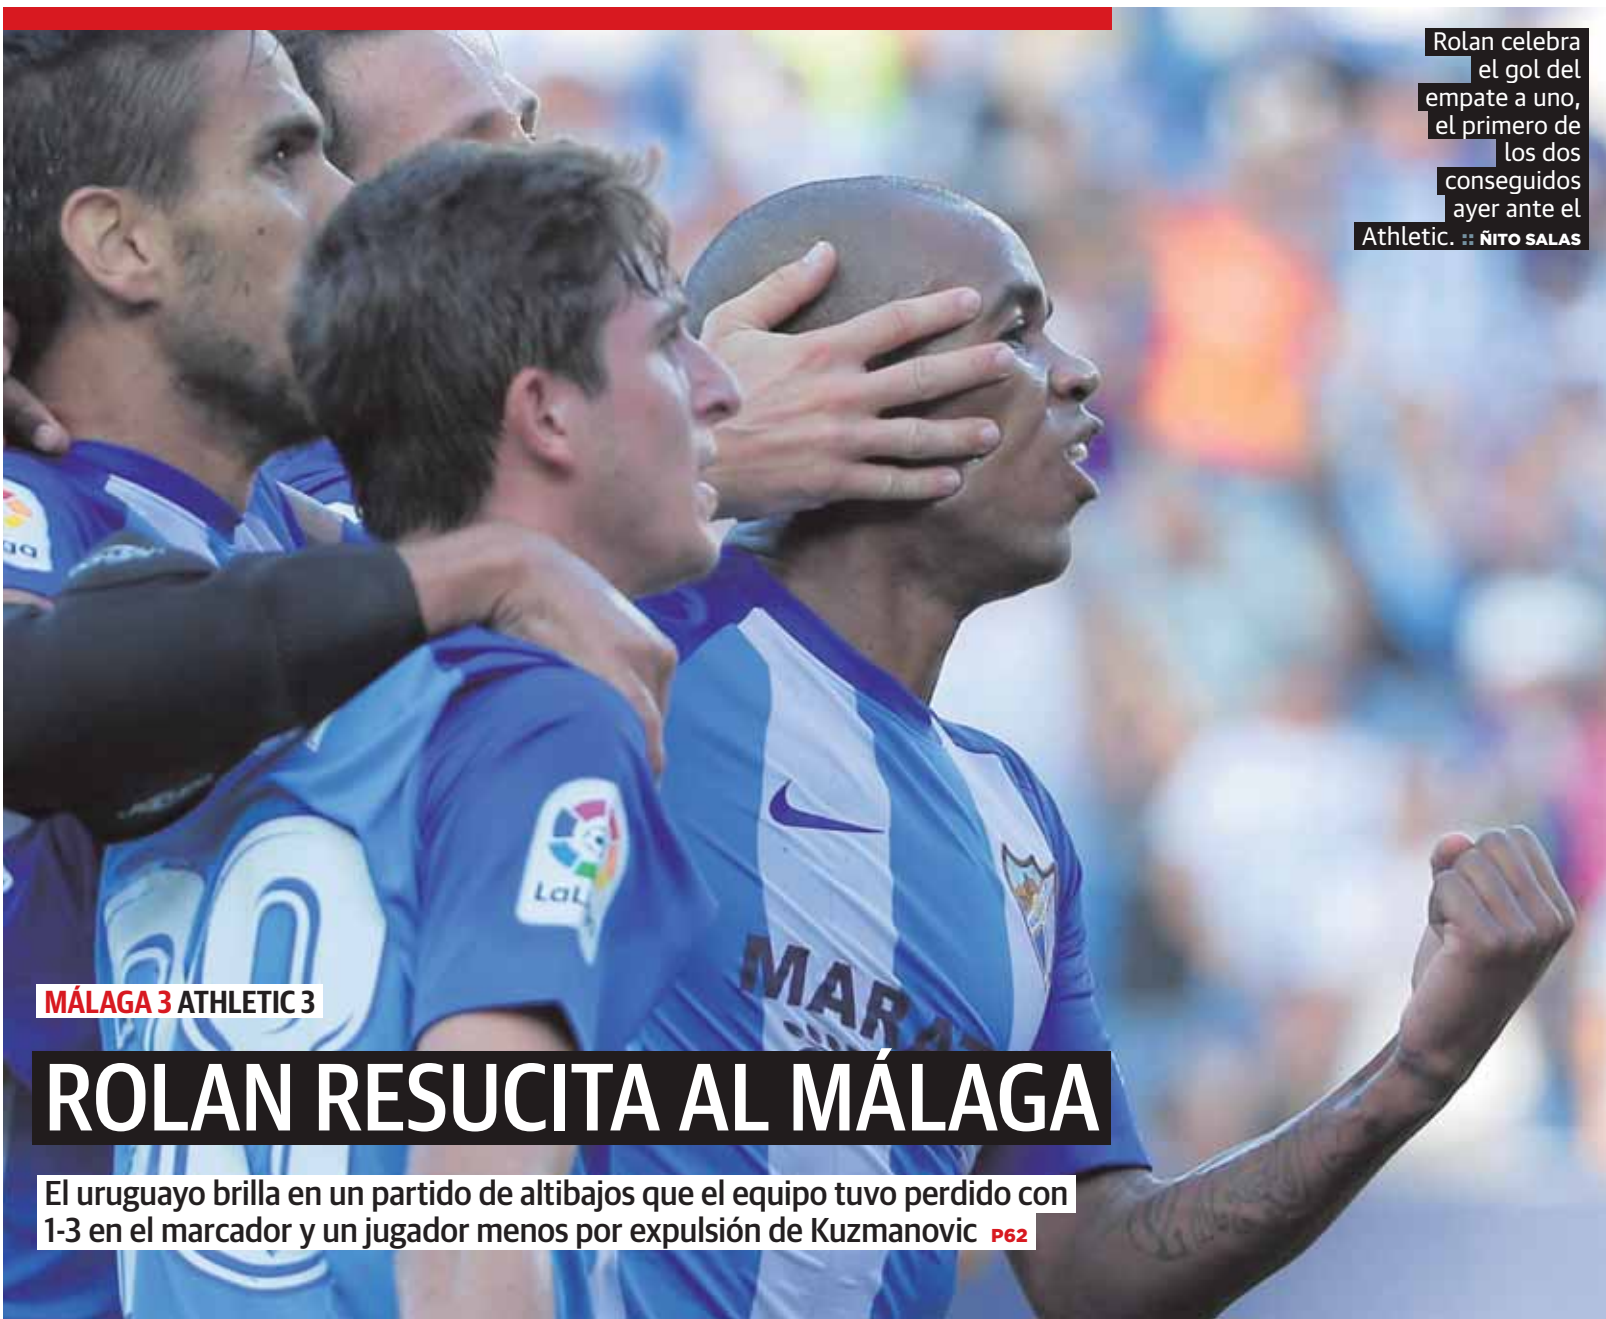 Rolan celebra
el gol del
empate a uno,
el primero de
los dos
conseguidos
ayer ante el
Athletic. :: ÑITO SALAS
MARA
LaL
MÁLAGA 3 ATHLETIC 3
ROLAN RESUCITA AL MÁLAGA
El uruguayo brilla en un partido de altibajos que el equipo tuvo perdido con
1-3 en el marcador y un jugador menos por expulsión de Kuzmanovic P62